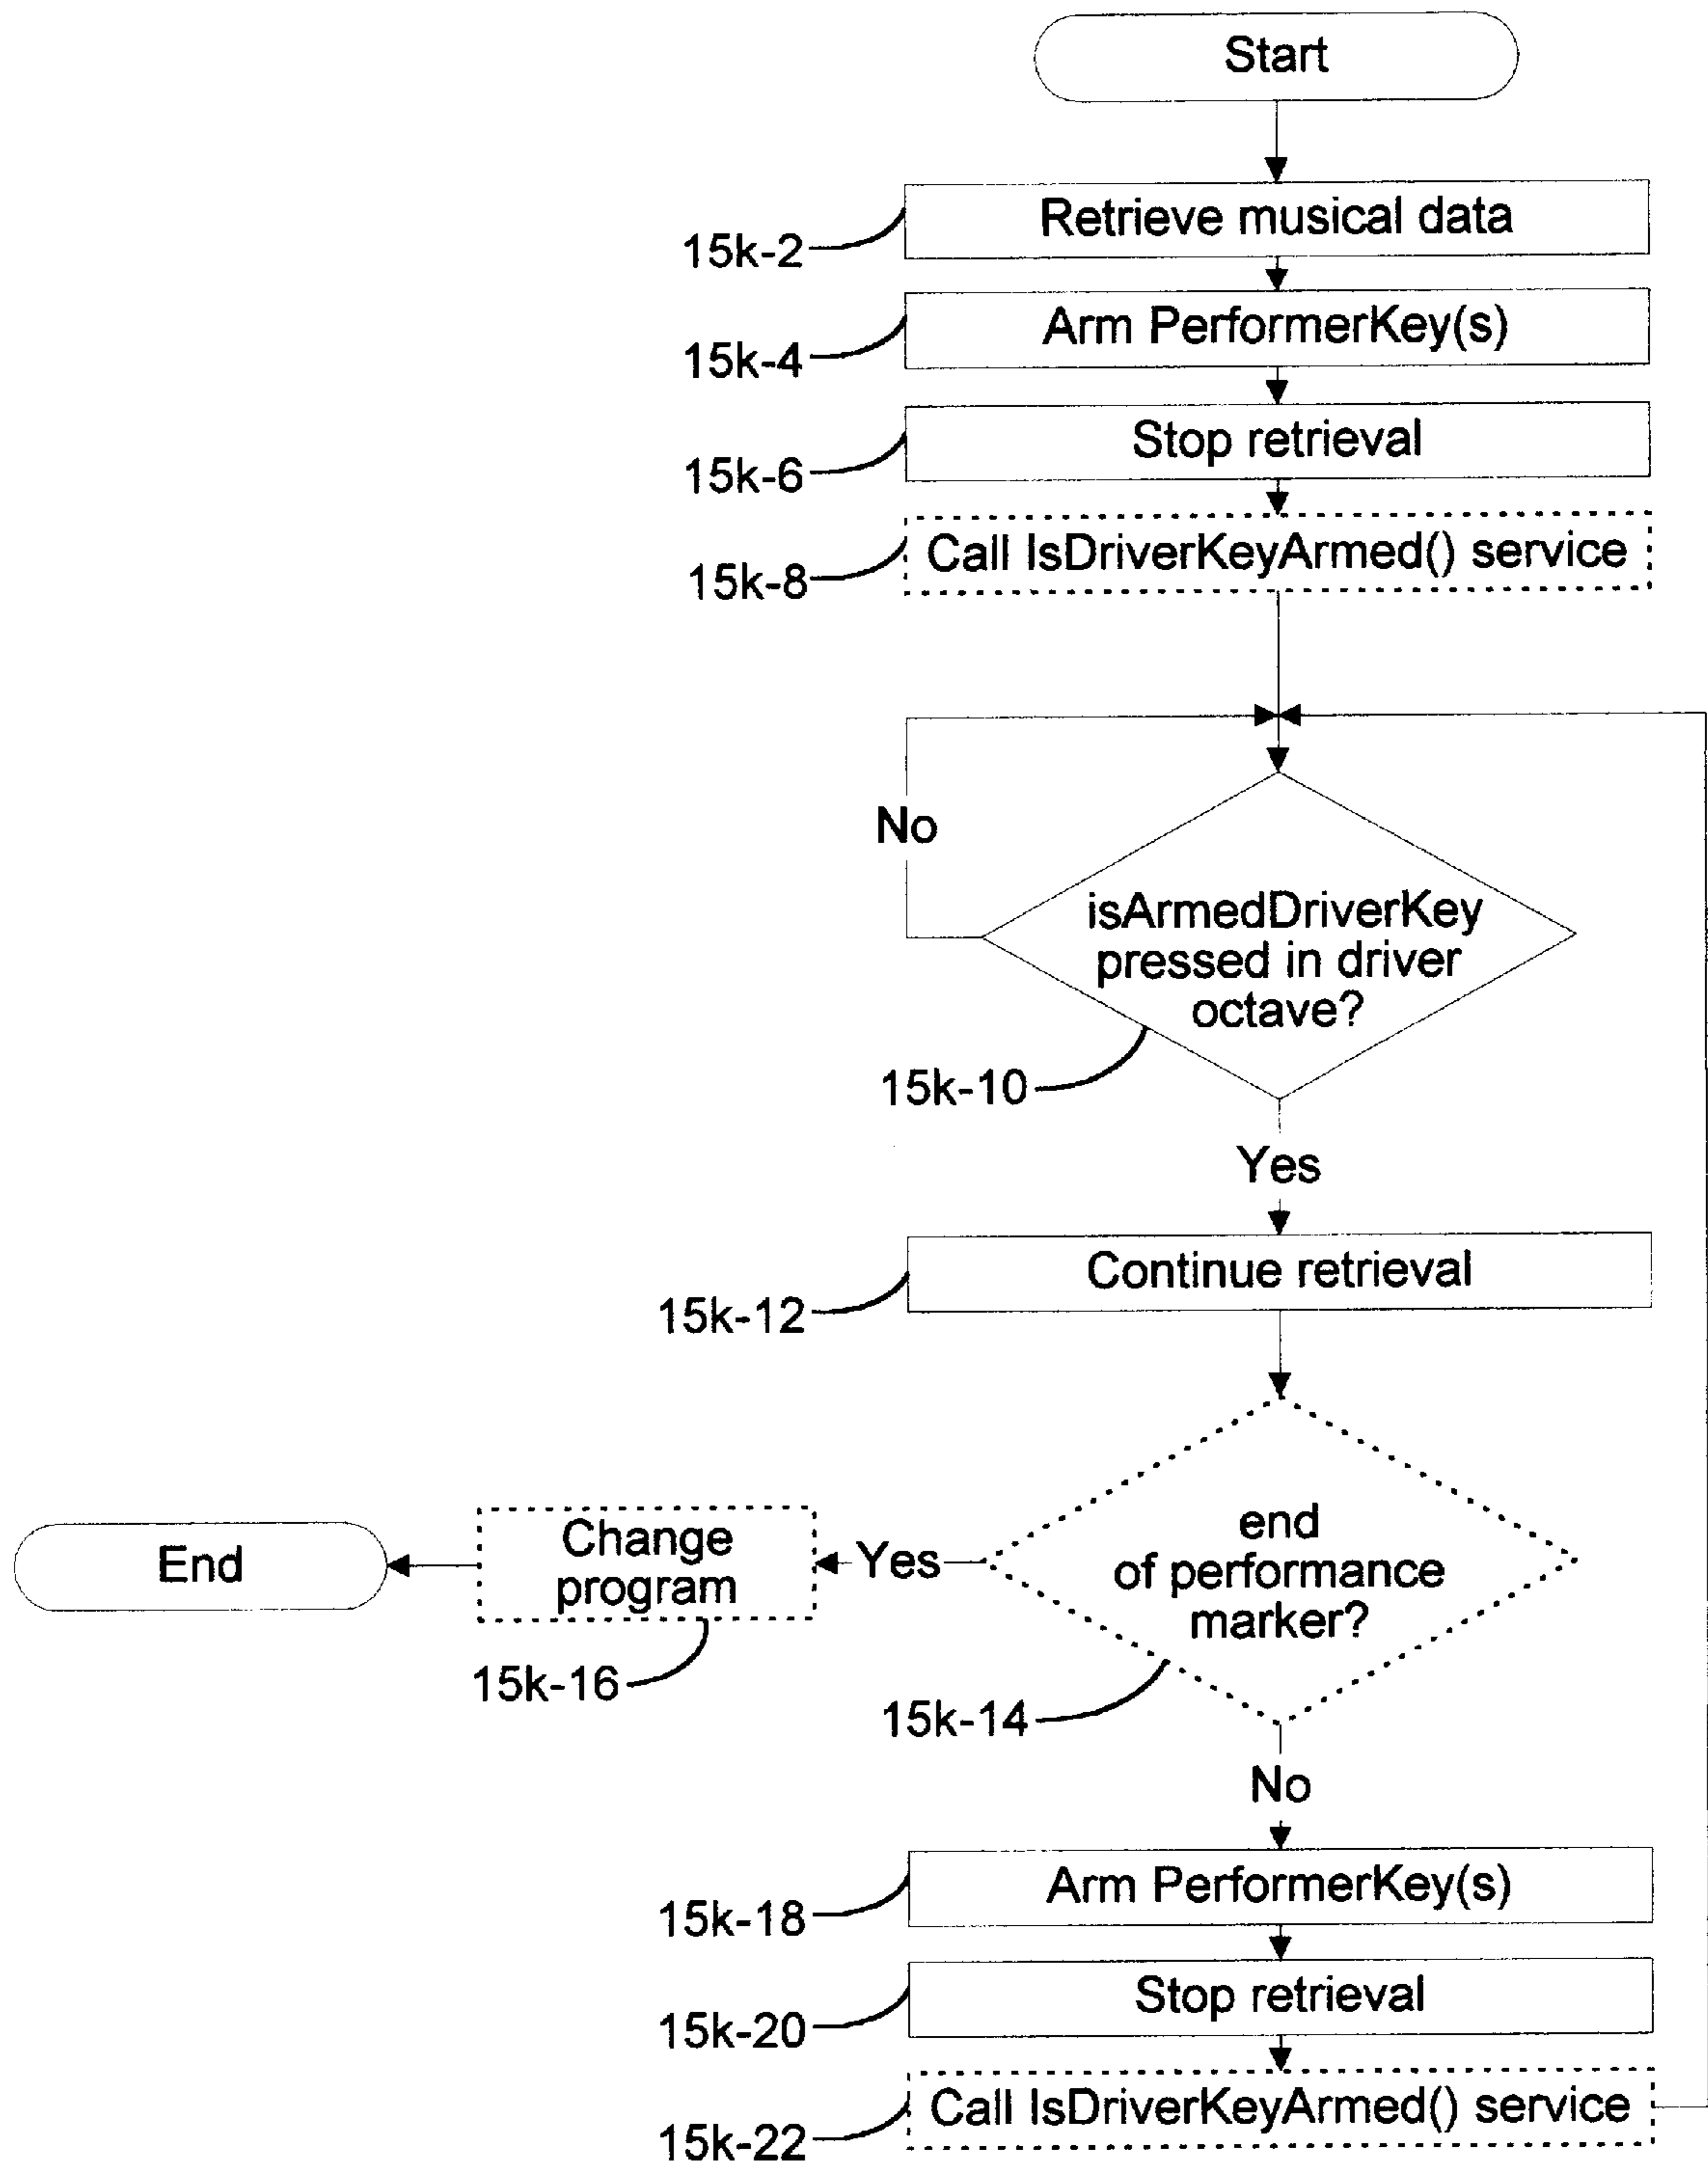 Start
Retrieve musical data
15k-2
Arm PerformerKey(s)
15k-4
Stop retrieval
15k-6
Call IsDriverKeyArmed() service
15k-8
No
isArmedDriverKey
pressed in driver
octave?
15k-10
Yes
Continue retrieval
15k-12
end
of performance
marker?
Yes
Change
program
End
15k-16
15k-14
No
Arm PerformerKey(s)
15k-18
Stop retrieval
15k-20
Call IsDriverKeyArmed() service
15k-22